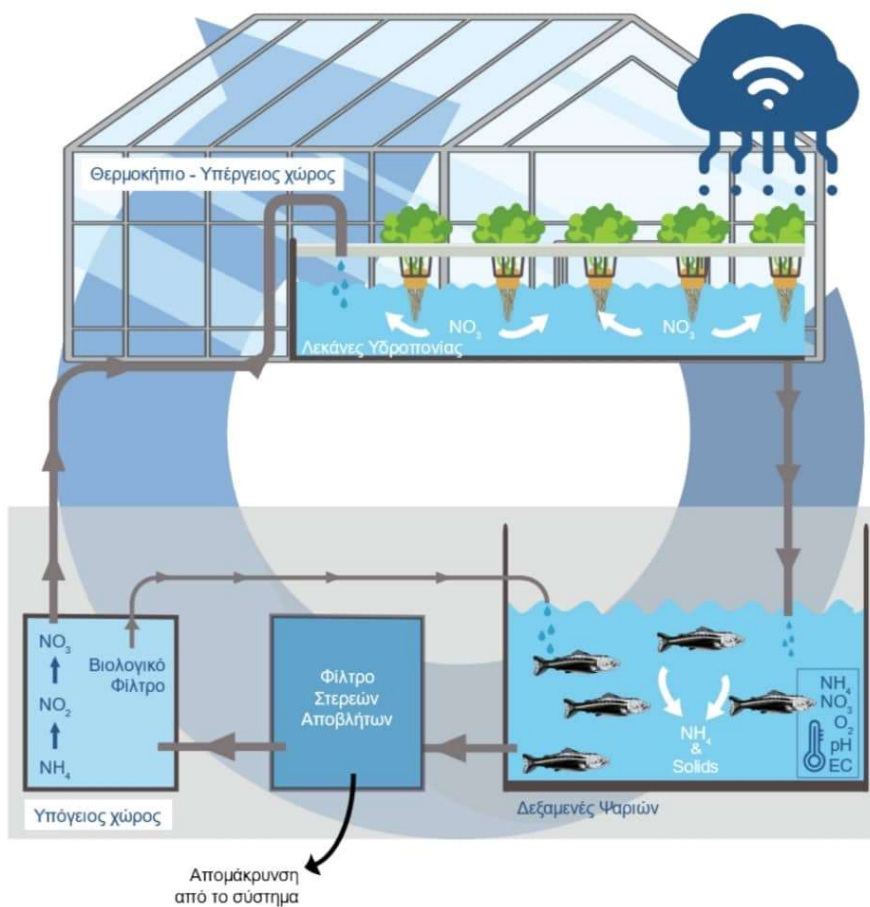 Θερμοκήπιο - Υπέργειος χώρος
NO₃
NO₃
Λεκάνες Υδροπονίας
NO₃
NO₂
NH₄
Βιολογικό
Φίλτρο
Φίλτρο
Στερεών
Αποβλήτων
NH₄
&
Solids
NH₄
NO₃
O₂
pH
EC
Υπόγειος χώρος
Δεξαμενές Ψαριών
Απομάκρυνση
από το σύστημα